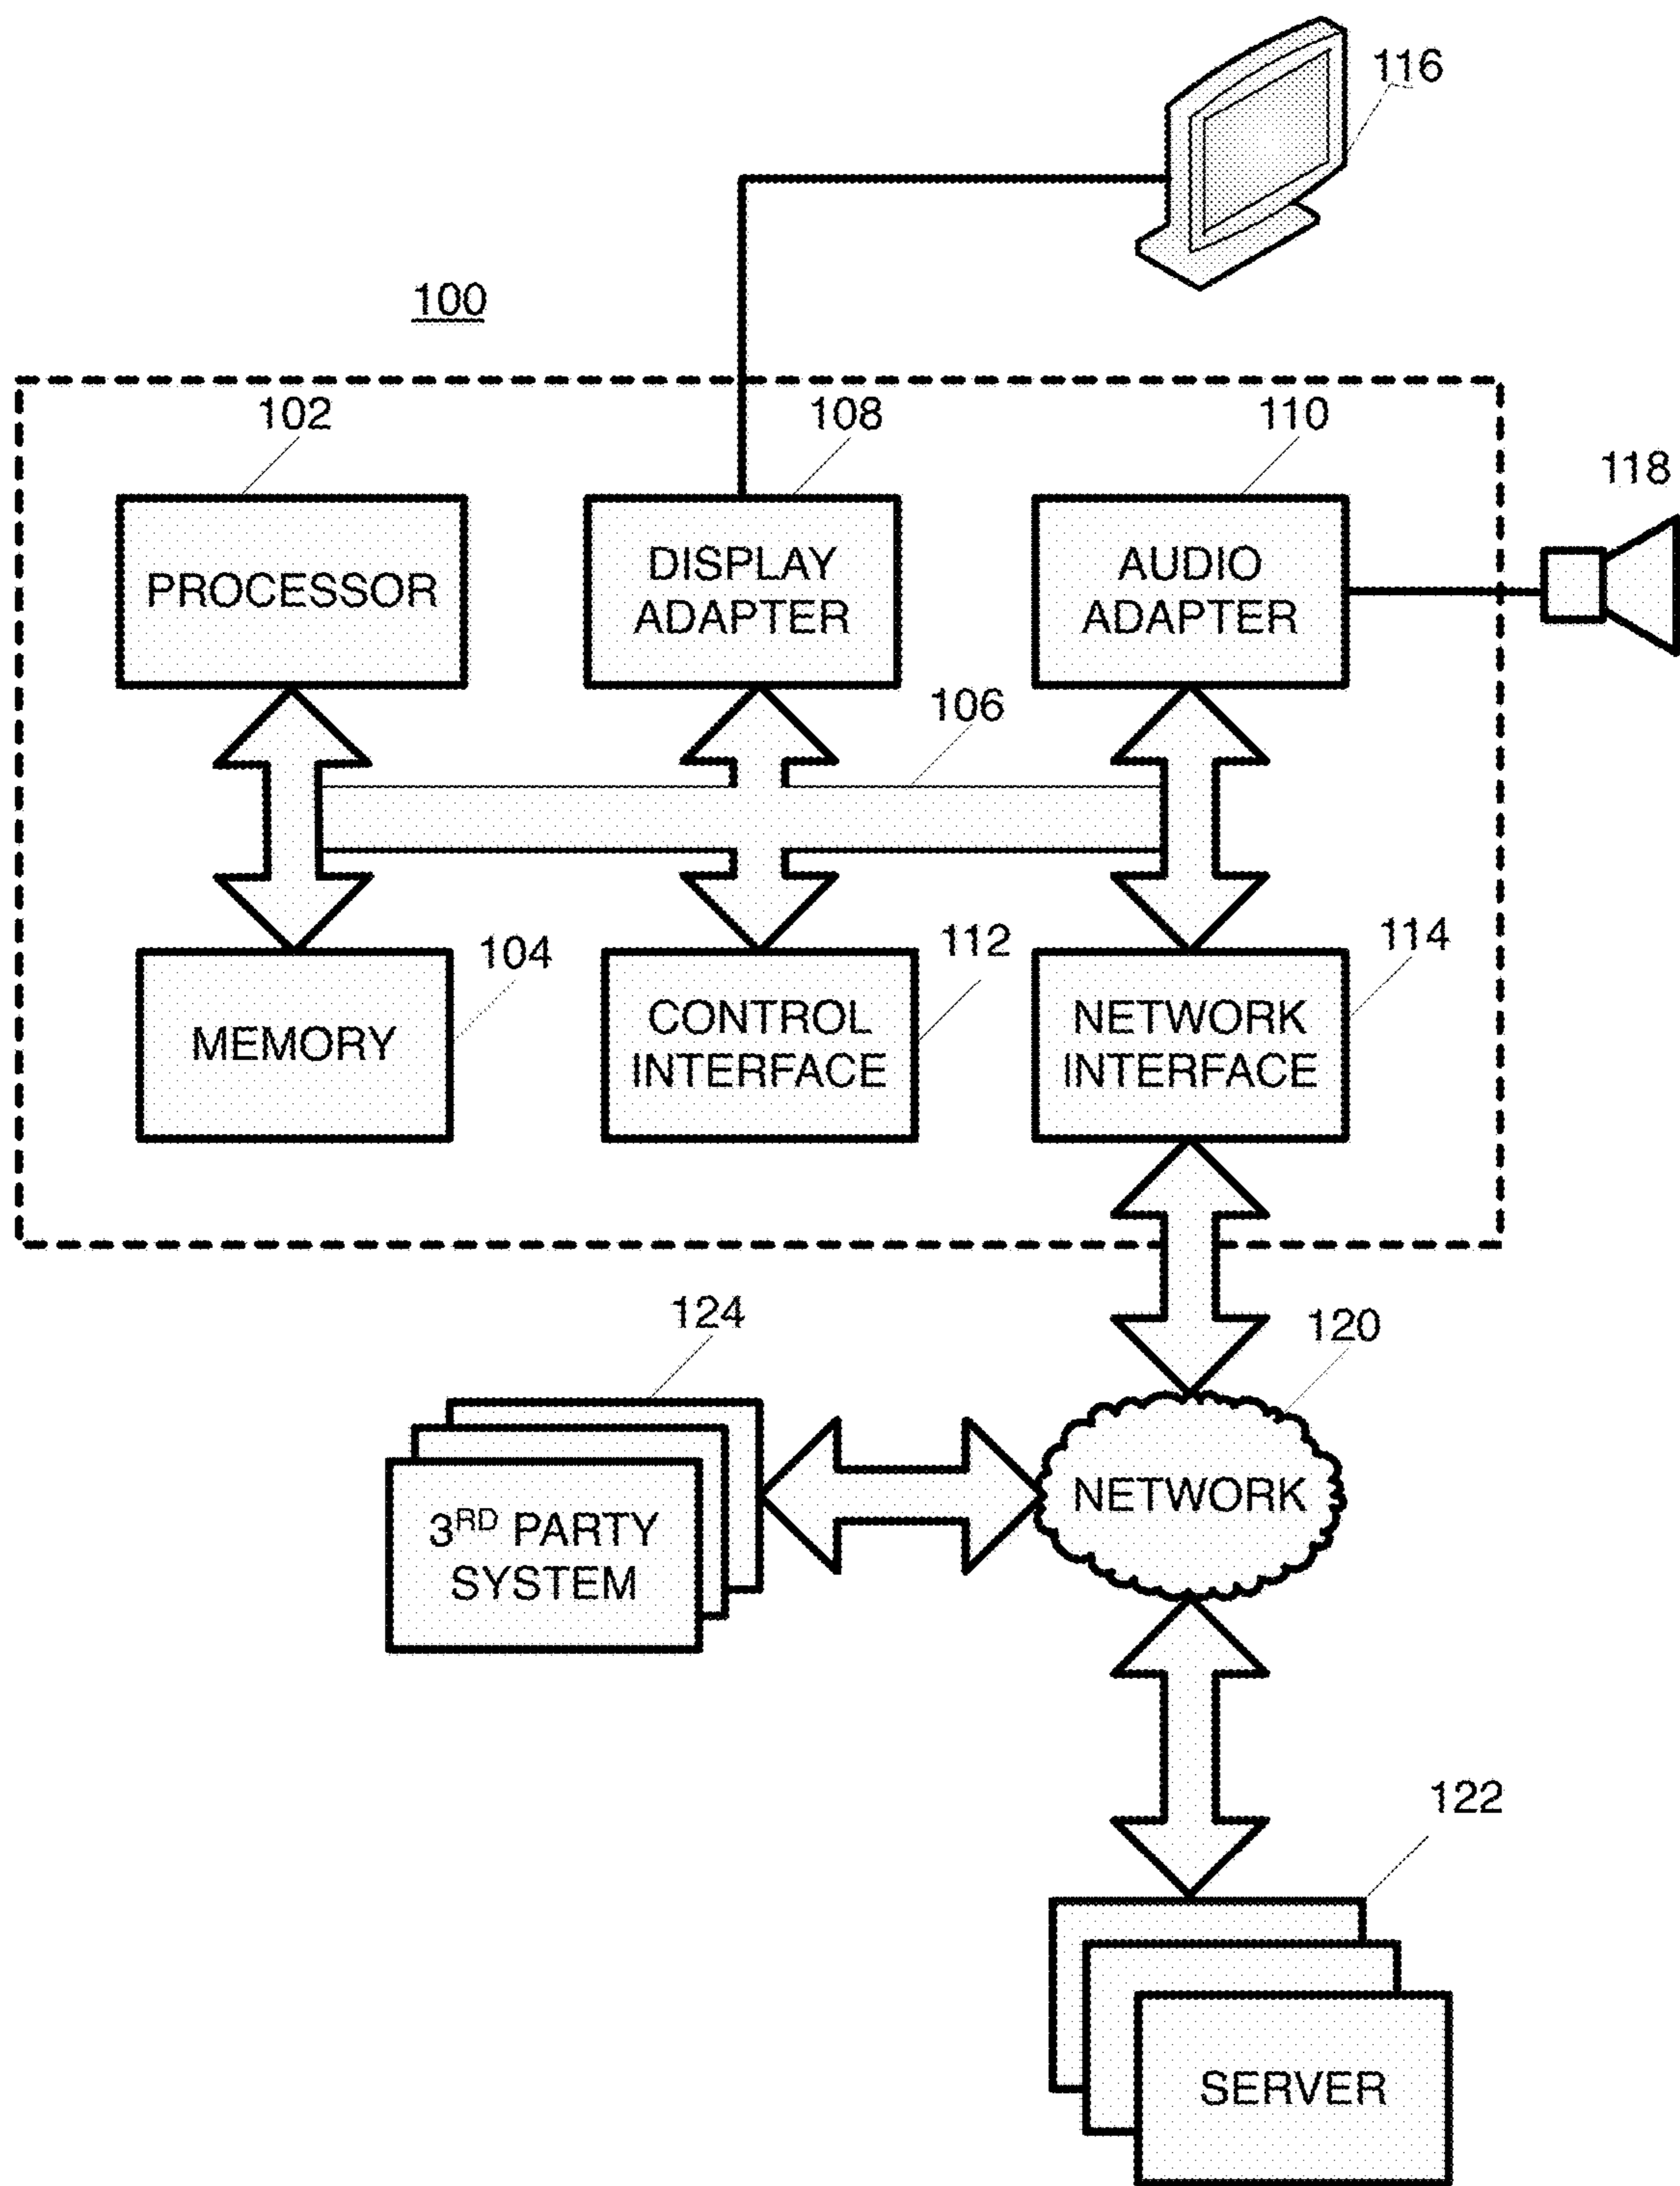 116
100
102
108
110
118
PROCESSOR
DISPLAY
ADAPTER
AUDIO
ADAPTER
106
104
112
114
MEMORY
CONTROL
INTERFACE
NETWORK
INTERFACE
124
120
3RD PARTY
SYSTEM
NETWORK
122
SERVER